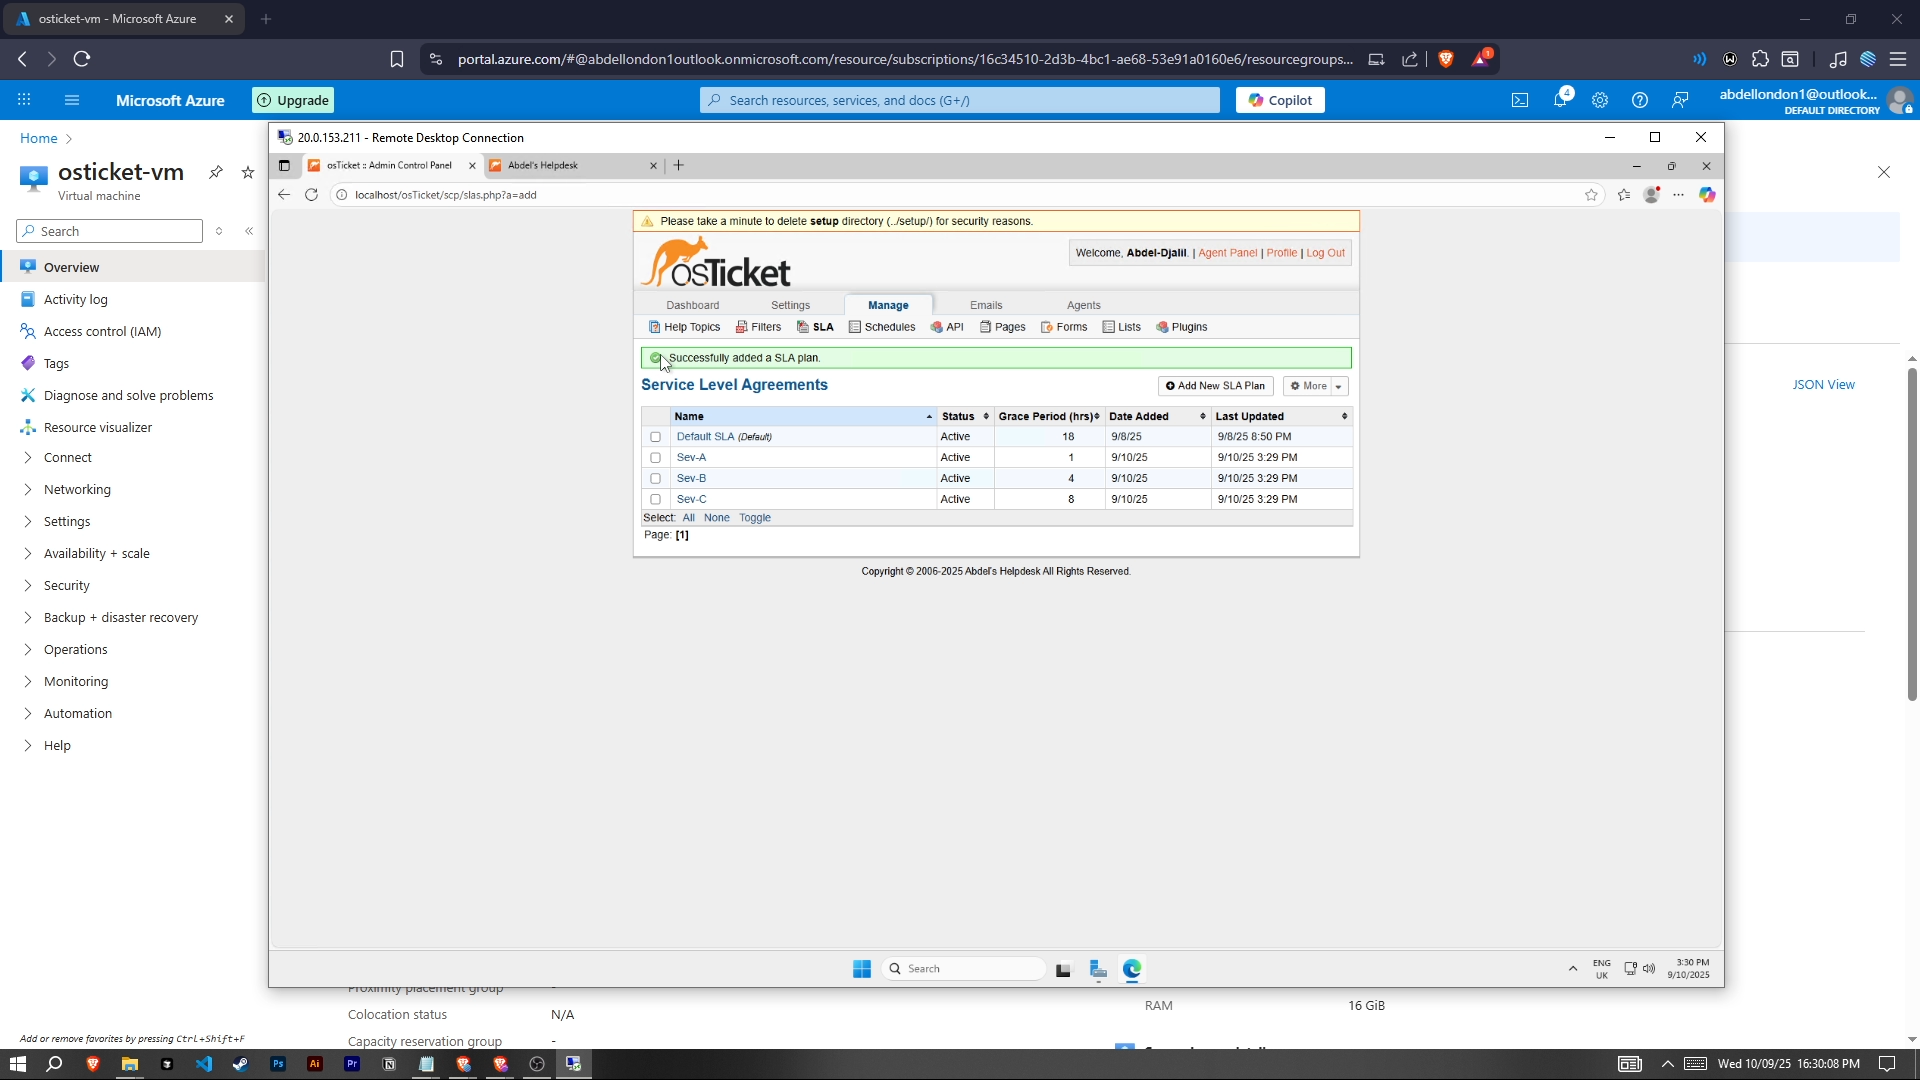 osticket-vm - Microsoft Azure
portal.azure.com/#@abdellondon1outlook.onmicrosoft.com/resource/subscriptions/16c34510-2d3b-4bc1-ae68-53e91a0160e6/resourcegroups...
1
Microsoft Azure
Upgrade
Search resources, services, and docs (G+/)
Copilot
4
abdellondon1@outlook...
DEFAULT DIRECTORY
Home
osticket-vm
Virtual machine
Search
Overview
Activity log
Access control (IAM)
Tags
Diagnose and solve problems
Resource visualizer
Connect
Networking
Settings
Availability + scale
Security
Backup + disaster recovery
Operations
Monitoring
Automation
Help
Add or remove favorites by pressing Ctrl+Shift+F
JSON View
20.0.153.211 - Remote Desktop Connection
osTicket :: Admin Control Panel
Abdel's Helpdesk
localhost/osTicket/scp/slas.php?a=add
Please take a minute to delete setup directory (../setup/) for security reasons.
osTicket
Welcome, Abdel-Djalil. | Agent Panel | Profile | Log Out
Dashboard Settings Manage Emails Agents
Help Topics Filters SLA Schedules API Pages Forms Lists Plugins
Successfully added a SLA plan.
Service Level Agreements
Add New SLA Plan
More
Name Status Grace Period (hrs) Date Added Last Updated
Default SLA (Default) Active 18 9/8/25 9/8/25 8:50 PM
Sev-A Active 1 9/10/25 9/10/25 3:29 PM
Sev-B Active 4 9/10/25 9/10/25 3:29 PM
Sev-C Active 8 9/10/25 9/10/25 3:29 PM
Select: All None Toggle
Page: [1]
Copyright © 2006-2025 Abdel's Helpdesk All Rights Reserved.
Search
ENG
UK
3:30 PM
9/10/2025
Proximity placement group -
Colocation status N/A
Capacity reservation group -
RAM 16 GiB
Ps
Ai
Pr
Wed 10/09/25 16:30:08 PM